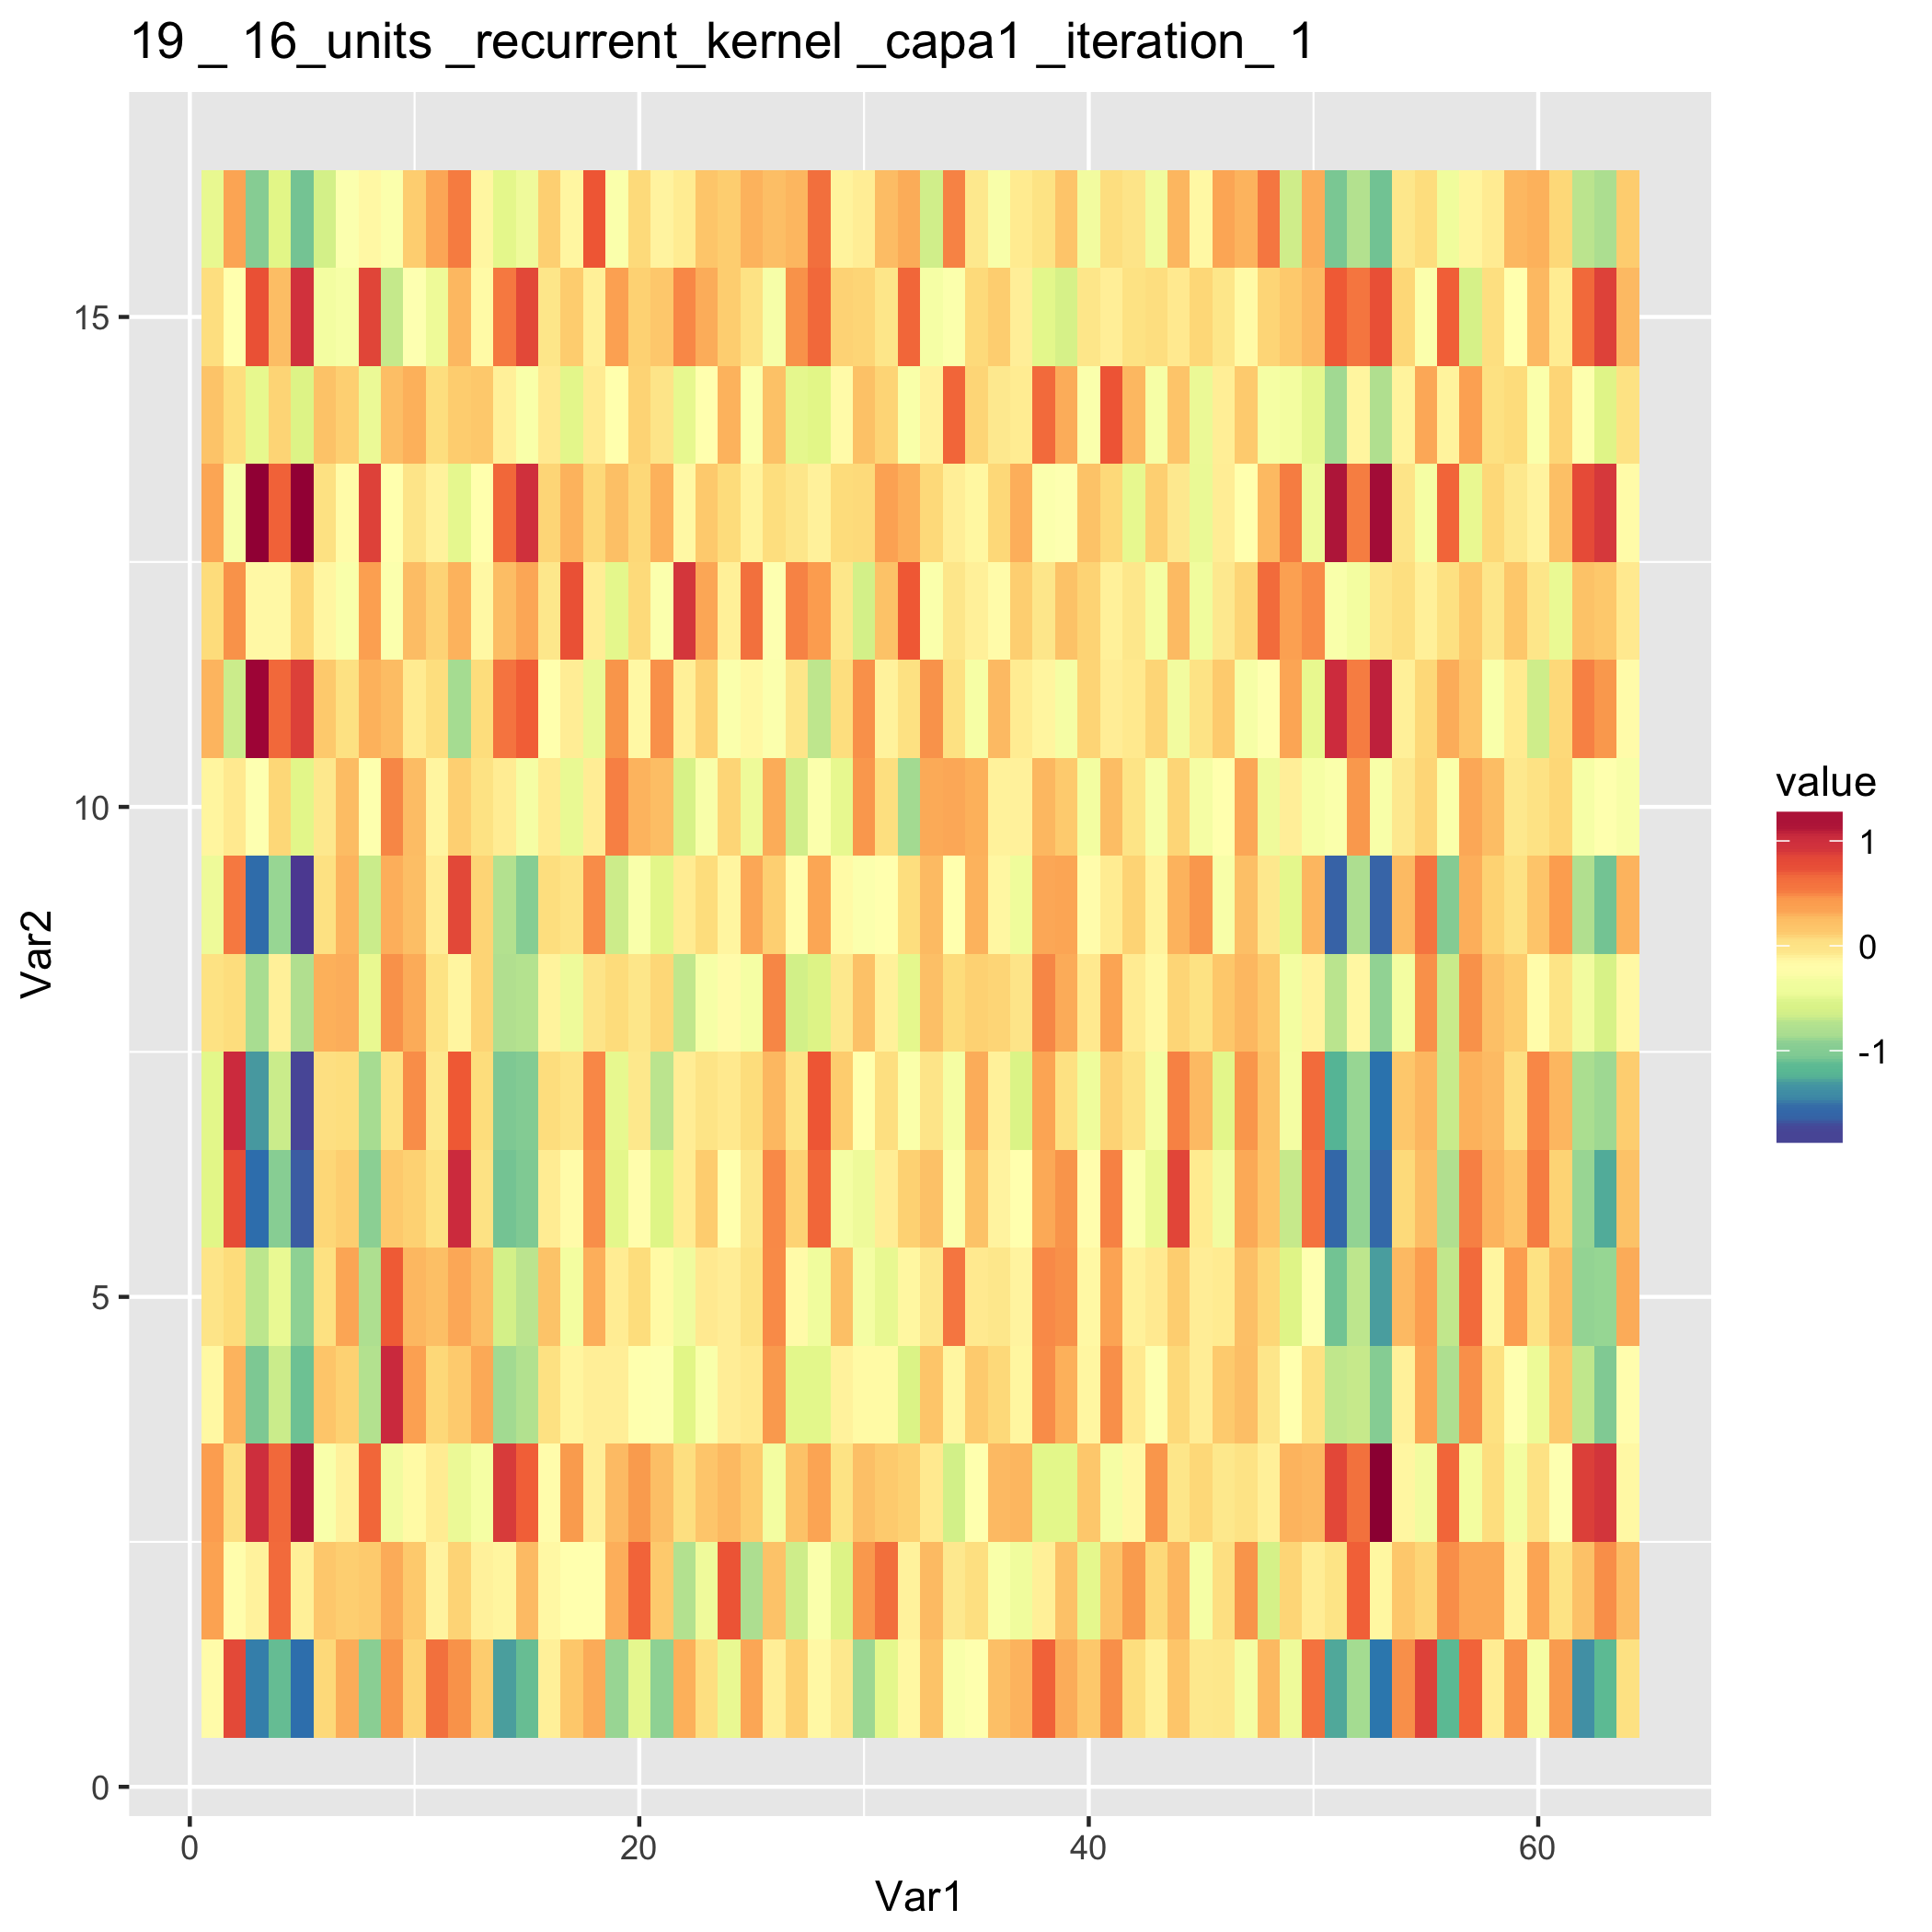 19 _ 16_units _recurrent_kernel _capa1 _iteration_ 1
15
10
5
0
Var2
0
20
40
60
Var1
value
1
0
-1